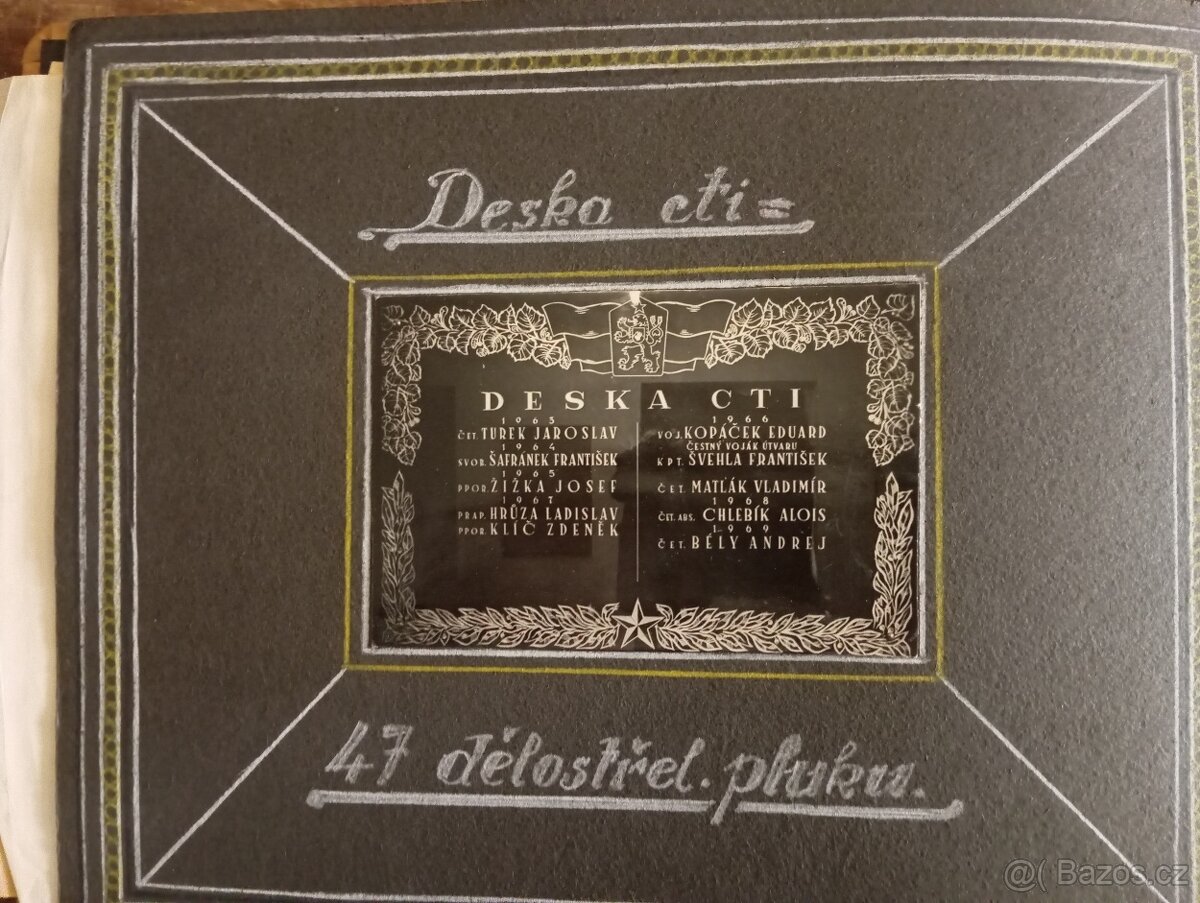 Deska cti=
DESKA CTI
1963
ČET. TUREK JAROSLAV
1964
SVOB. ŠAFRÁNEK FRANTIŠEK
1965
PPOR. ŽIŽKA JOSEF
1967
PRAP. HRŮZA LADISLAV
PPOR. KLÍČ ZDENĚK
1966
VOJ. KOPÁČEK EDUARD
ČESTNÝ VOJÁK ÚTVARU
KPT. ŠVEHLA FRANTIŠEK
ČET. MATĽÁK VLADIMÍR
1968
ČET. ABS. CHLEBÍK ALOIS
1969
ČET. BÉLY ANDREJ
47 dělostřel. pluku.
@( Bazos.cz